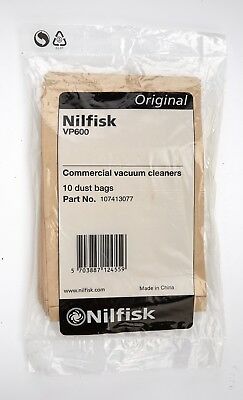 Original
Nilfisk
VP600
Commercial vacuum cleaners
10 dust bags
Part No. 107413077
5 703887 124559
www.nilfisk.com
Made in China
Nilfisk